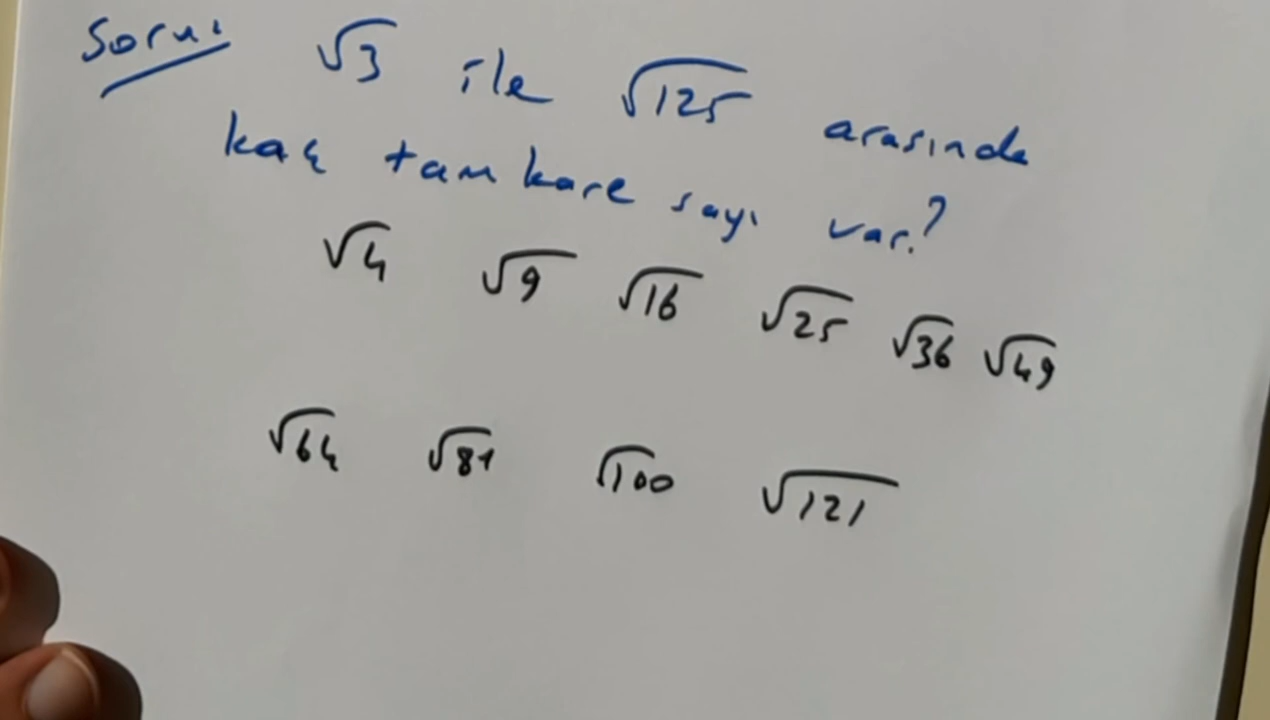 Soru: √3 ile √125 arasında
kaç tam kare sayı var?
√4 √9 √16 √25 √36 √49
√64 √81 √100 √121